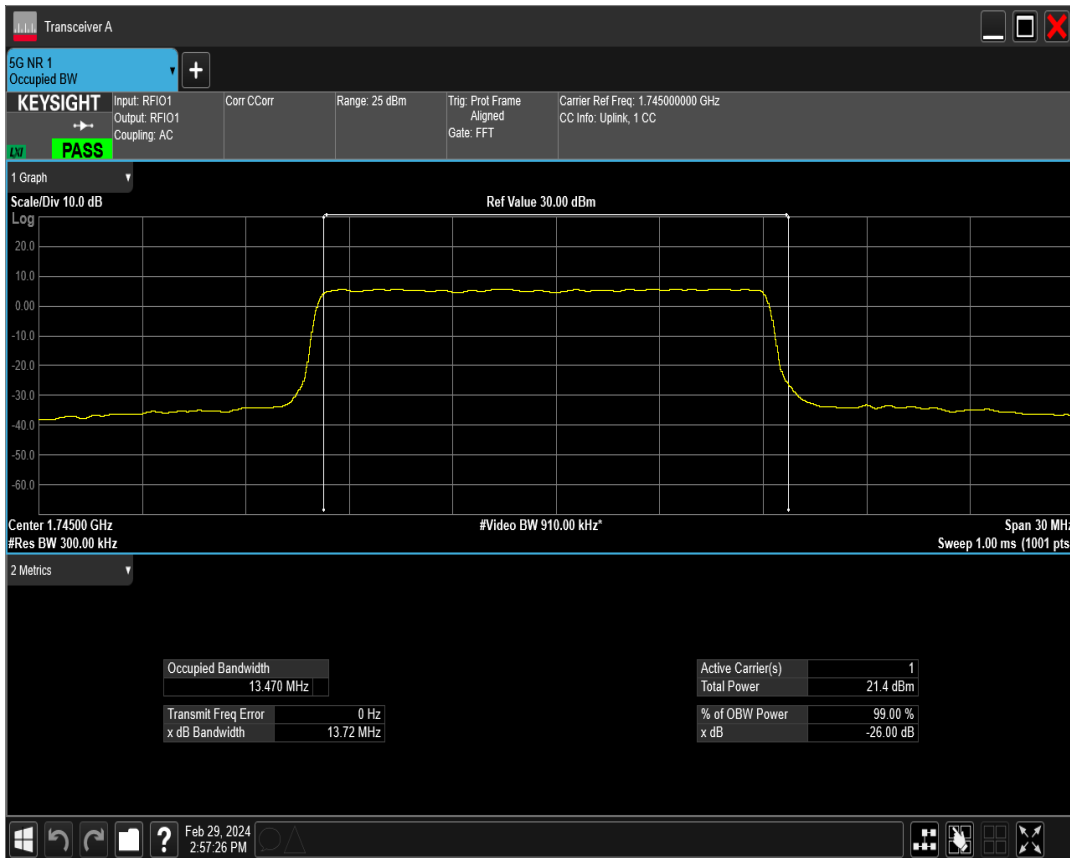 Transceiver A
5G NR 1
Occupied BW
KEYSIGHT
LXI
PASS
Input: RFIO1
Output: RFIO1
Coupling: AC
Corr CCorr
Range: 25 dBm
Trig: Prot Frame
Aligned
Gate: FFT
Carrier Ref Freq: 1.745000000 GHz
CC Info: Uplink, 1 CC
1 Graph
Scale/Div 10.0 dB
Ref Value 30.00 dBm
Log
20.0
10.0
0.00
-10.0
-20.0
-30.0
-40.0
-50.0
-60.0
Center 1.74500 GHz
#Video BW 910.00 kHz*
Span 30 MHz
#Res BW 300.00 kHz
Sweep 1.00 ms (1001 pts
2 Metrics
Occupied Bandwidth
13.470 MHz
Transmit Freq Error 0 Hz
x dB Bandwidth 13.72 MHz
Active Carrier(s) 1
Total Power 21.4 dBm
% of OBW Power 99.00 %
x dB -26.00 dB
?
Feb 29, 2024
2:57:26 PM